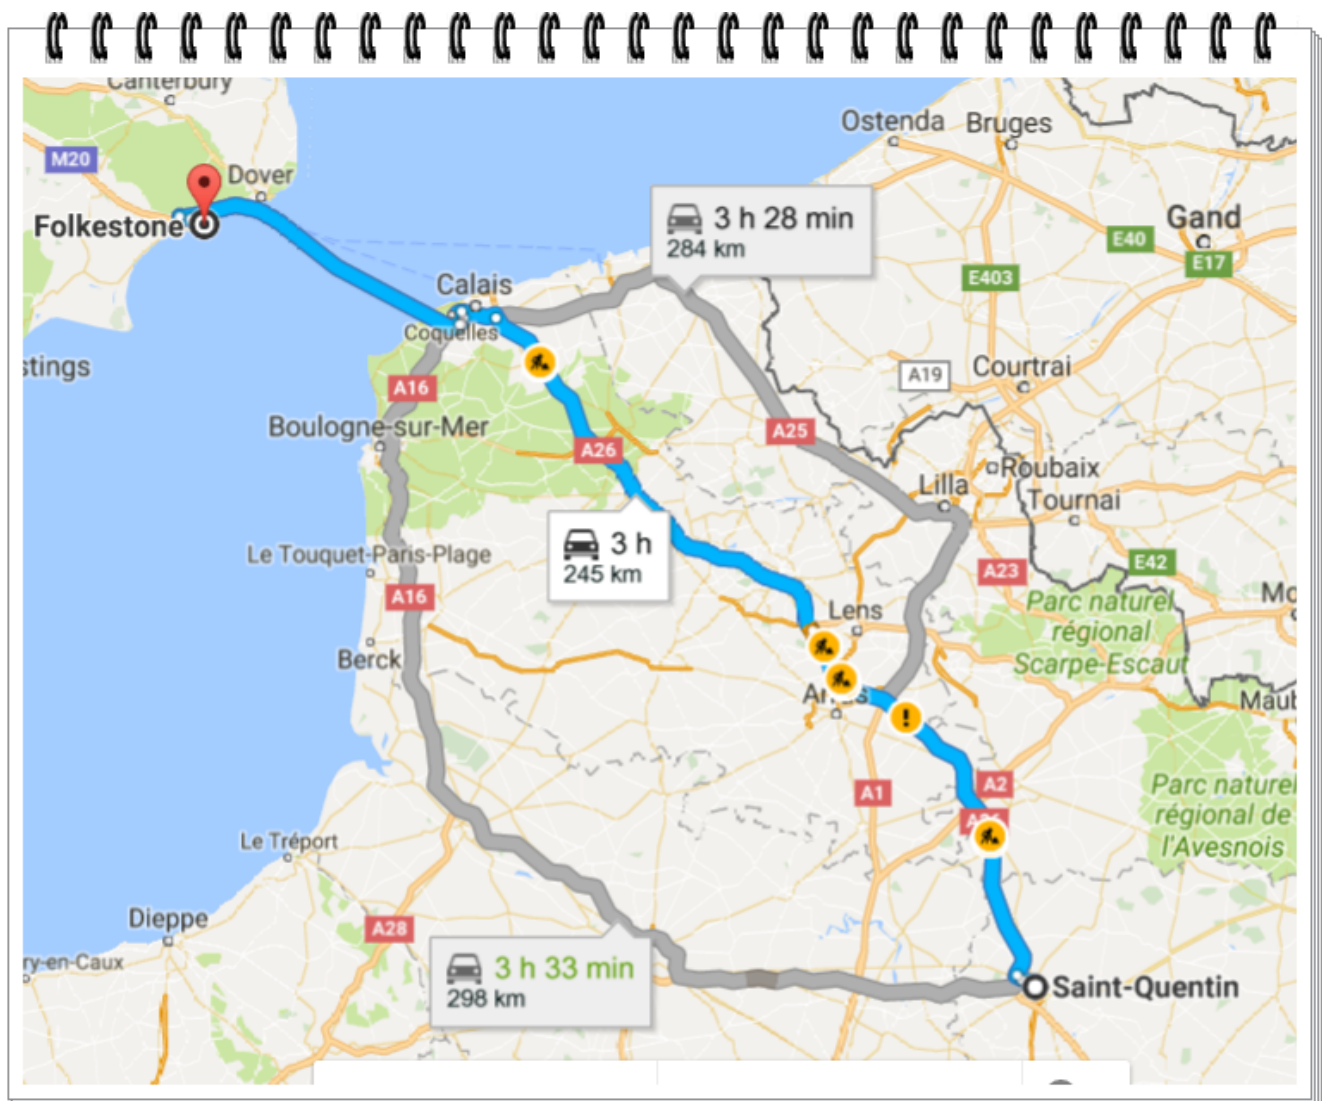 Canterbury
M20
Dover
Folkestone
Ostenda
Bruges
Gand
E40
E17
E403
3 h 28 min
284 km
Calais
Coquelles
stings
A16
A19
Courtrai
Boulogne-sur-Mer
A26
A25
Roubaix
Lilla
Tournai
3 h
245 km
Le Touquet-Paris-Plage
A16
A23
E42
Parc naturel
régional
Scarpe-Escaut
Lens
Berck
Maub
A1
A2
Parc naturel
régional de
l'Avesnois
Le Tréport
Dieppe
A28
ry-en-Caux
3 h 33 min
298 km
Saint-Quentin